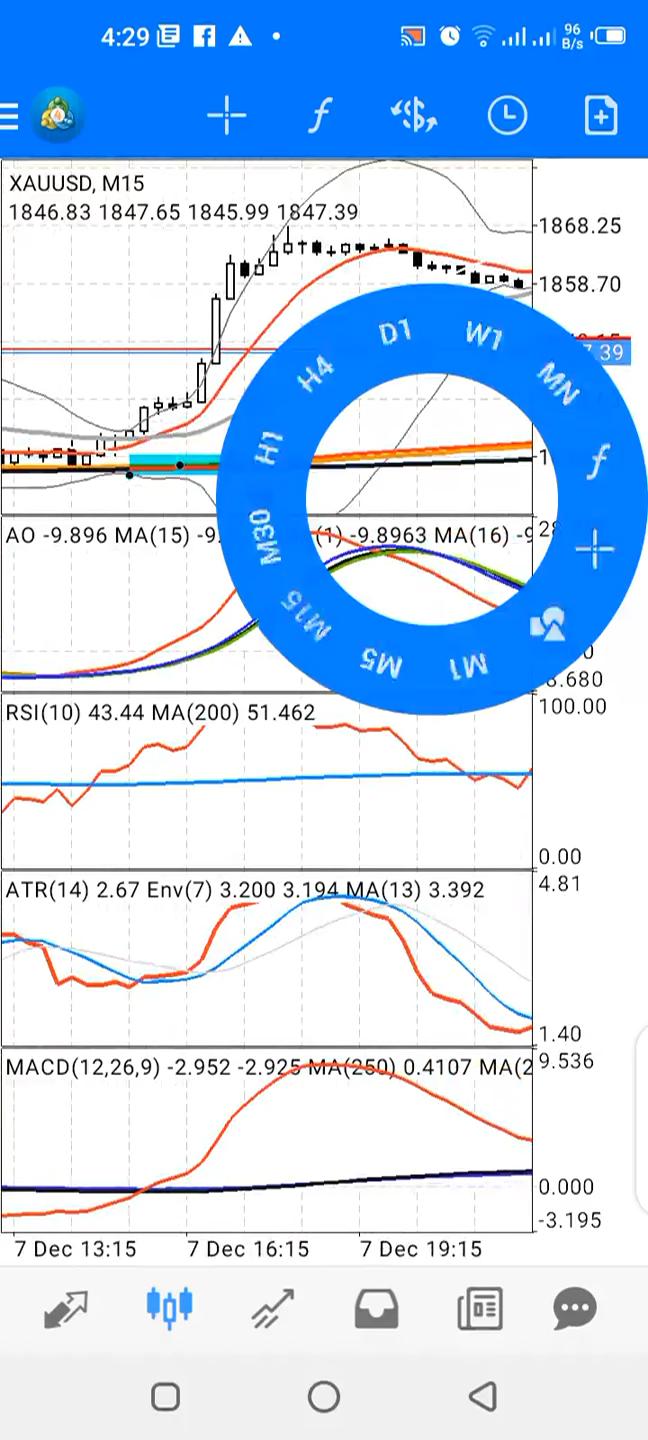 4:29
96
B/s
XAUUSD, M15
1846.83 1847.65 1845.99 1847.39
1868.25
1858.70
7.39
D1
W1
MN
H4
H1
M30
M15
M5
M1
f
AO -9.896 MA(15) -9. (1) -9.8963 MA(16) -9
RSI(10) 43.44 MA(200) 51.462
100.00
0.00
ATR(14) 2.67 Env(7) 3.200 3.194 MA(13) 3.392
4.81
1.40
MACD(12,26,9) -2.952 -2.925 MA(250) 0.4107 MA(2
9.536
0.000
-3.195
7 Dec 13:15 7 Dec 16:15 7 Dec 19:15